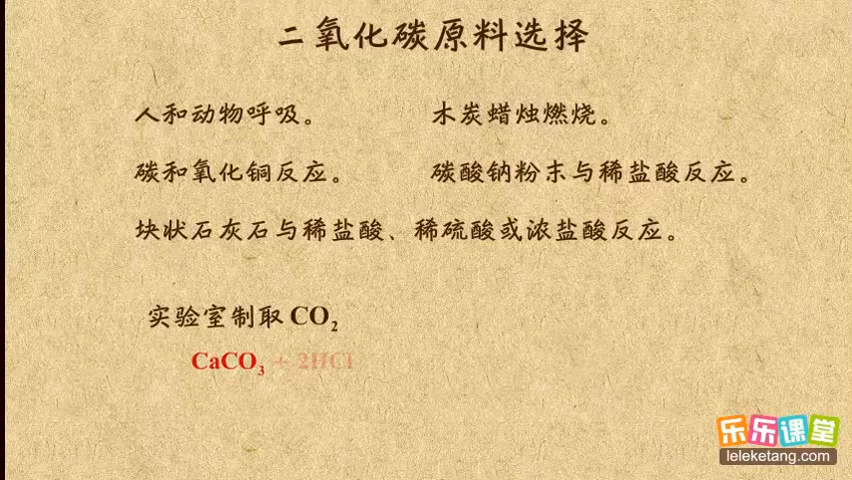 二氧化碳原料选择
人和动物呼吸。 木炭蜡烛燃烧。
碳和氧化铜反应。 碳酸钠粉末与稀盐酸反应。
块状石灰石与稀盐酸、稀硫酸或浓盐酸反应。
实验室制取 CO₂
CaCO₃ + 2HCl
乐乐课堂
leleketang.com